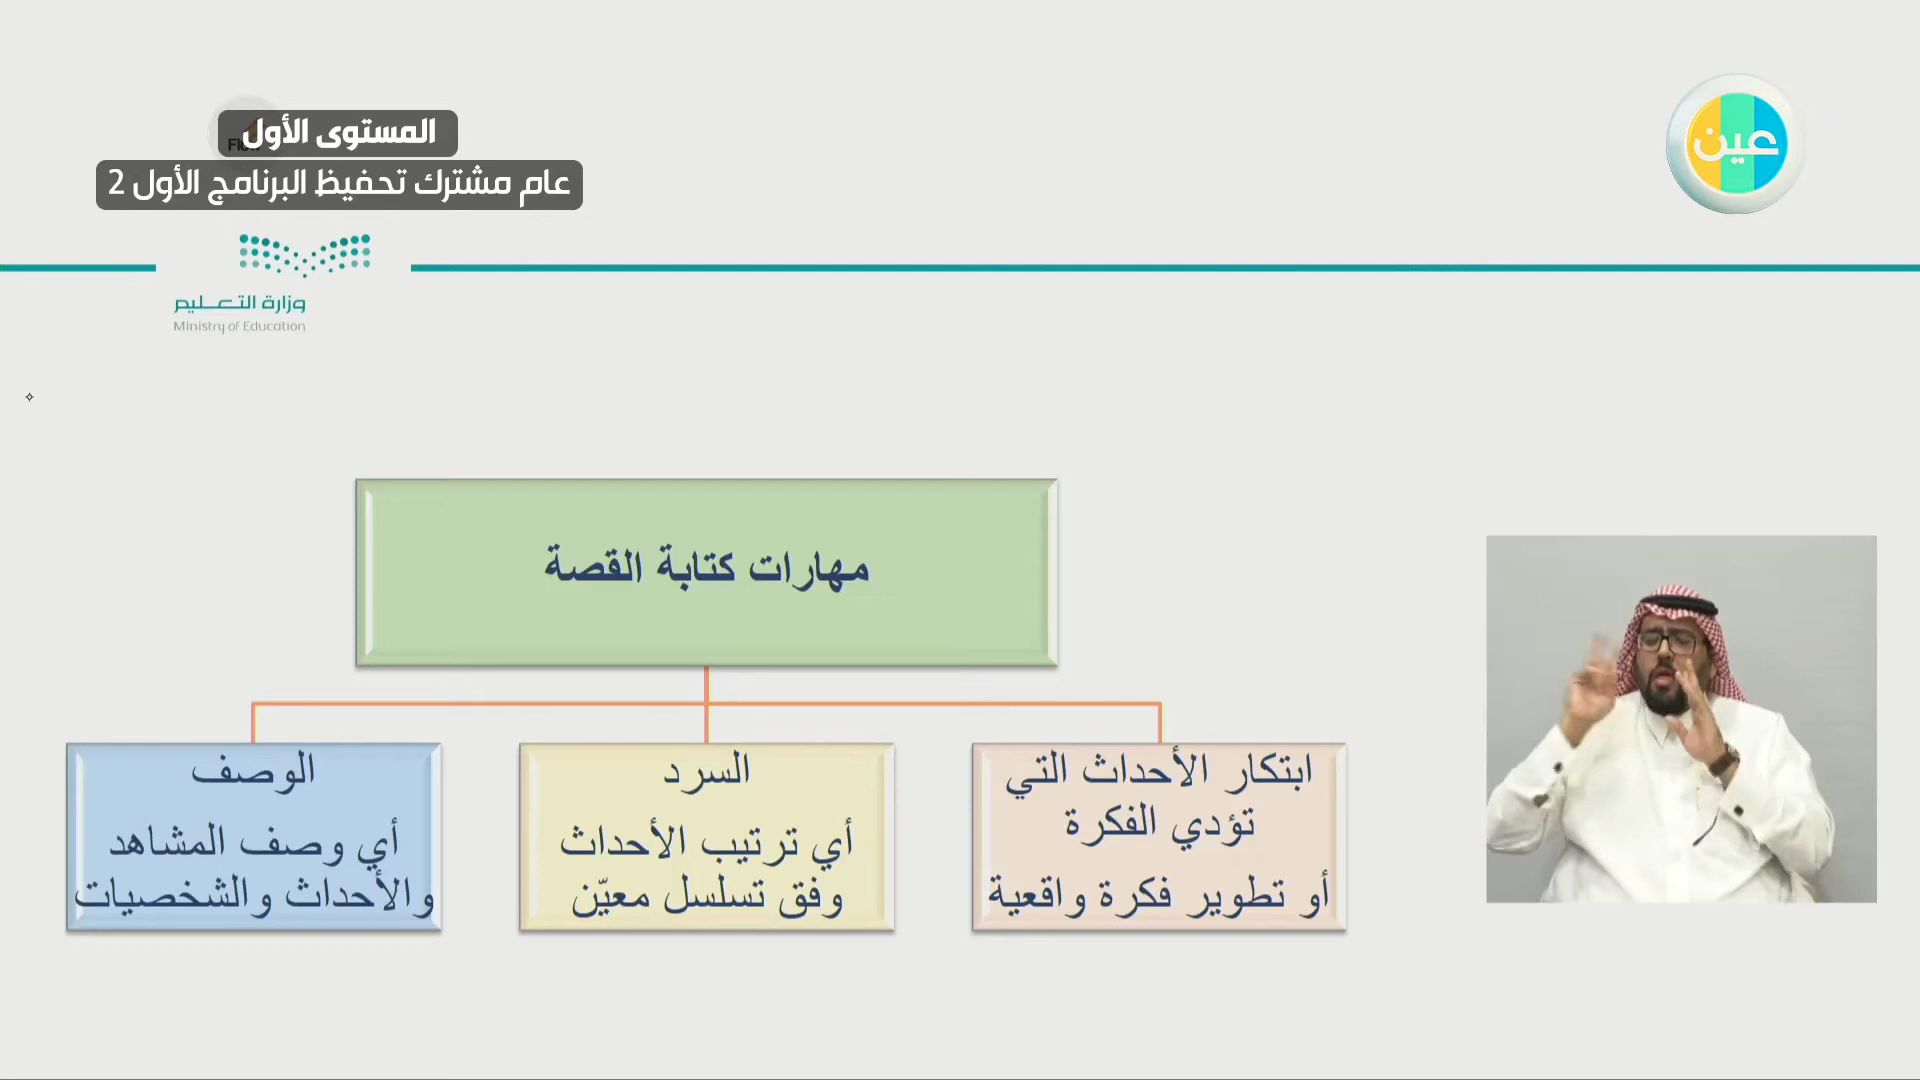 المستوى الأول
عام مشترك تحفيظ البرنامج الأول 2
عين
وزارة التعليم
Ministry of Education
مهارات كتابة القصة
ابتكار الأحداث التي
تؤدي الفكرة
أو تطوير فكرة واقعية
السرد
أي ترتيب الأحداث
وفق تسلسل معيّن
الوصف
أي وصف المشاهد
والأحداث والشخصيات